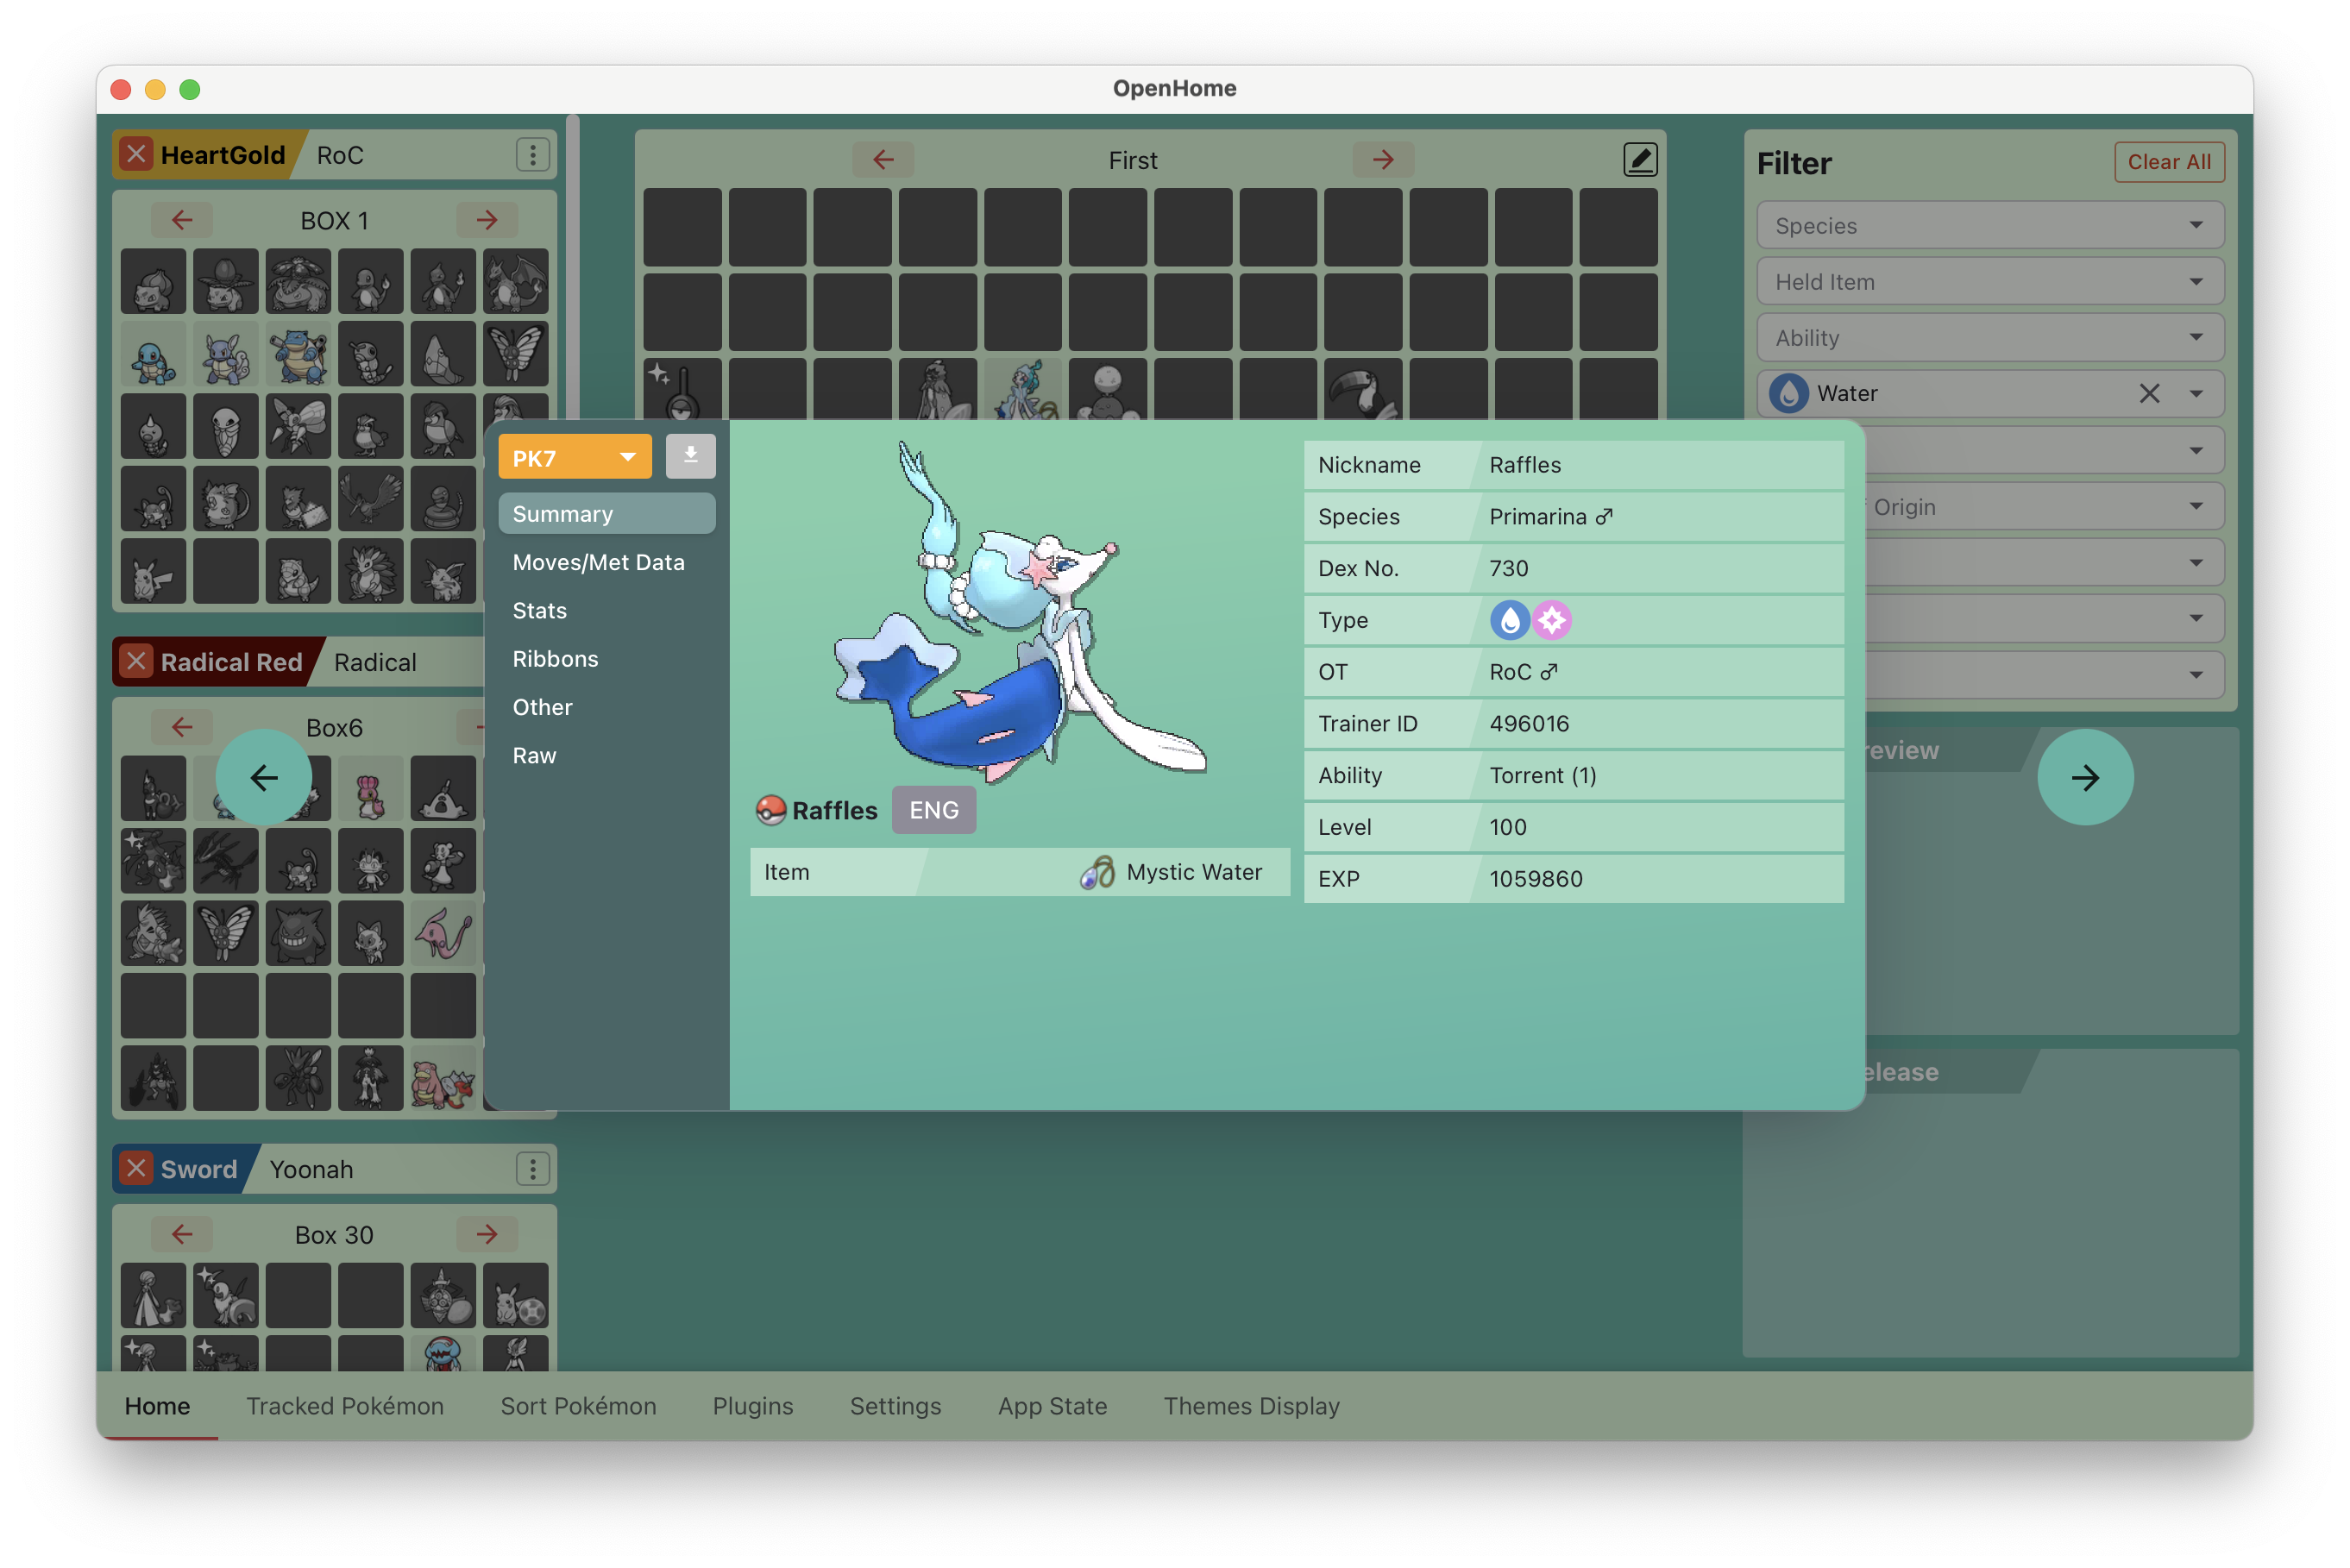 OpenHome
HeartGold RoC
BOX 1
Radical Red Radical
Box6
Sword Yoonah
Box 30
First
Filter Clear All
Species
Held Item
Ability
Water
Origin
PK7
Summary
Moves/Met Data
Stats
Ribbons
Other
Raw
Raffles ENG
Item Mystic Water
Nickname Raffles
Species Primarina ♂
Dex No. 730
Type
OT RoC ♂
Trainer ID 496016
Ability Torrent (1)
Level 100
EXP 1059860
review
elease
Home Tracked Pokémon Sort Pokémon Plugins Settings App State Themes Display